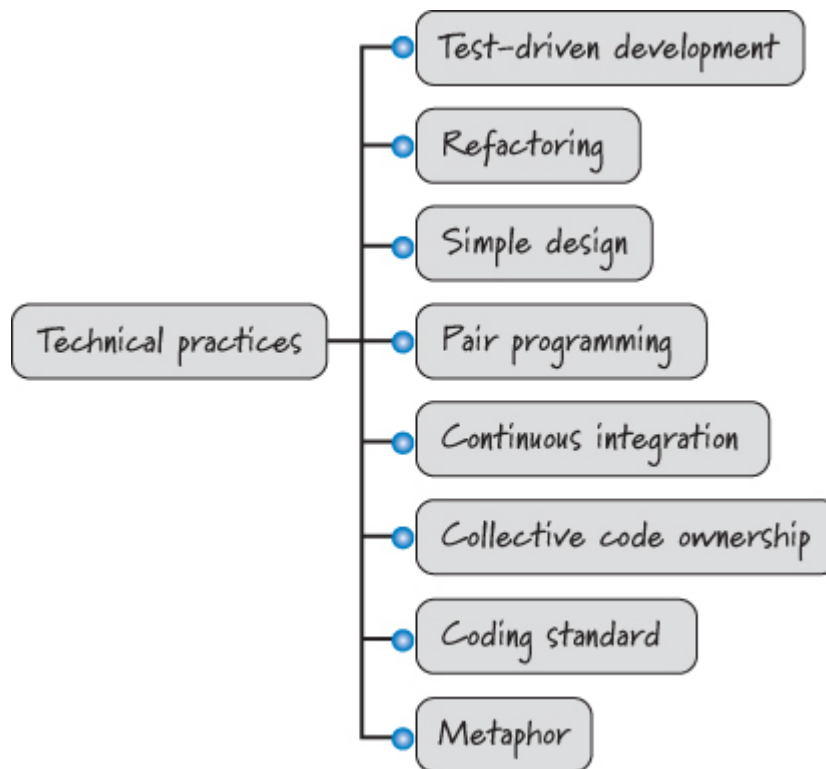 Test-driven development
Refactoring
Simple design
Technical practices
Pair programming
Continuous integration
Collective code ownership
Coding standard
Metaphor